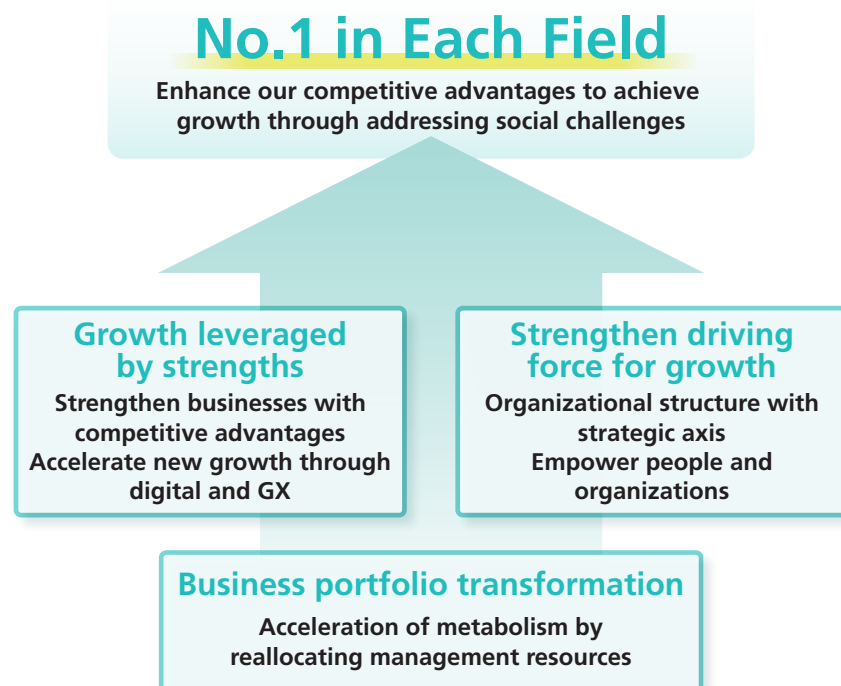 No.1 in Each Field
Enhance our competitive advantages to achieve
growth through addressing social challenges
Growth leveraged
by strengths
Strengthen businesses with
competitive advantages
Accelerate new growth through
digital and GX
Strengthen driving
force for growth
Organizational structure with
strategic axis
Empower people and
organizations
Business portfolio transformation
Acceleration of metabolism by
reallocating management resources